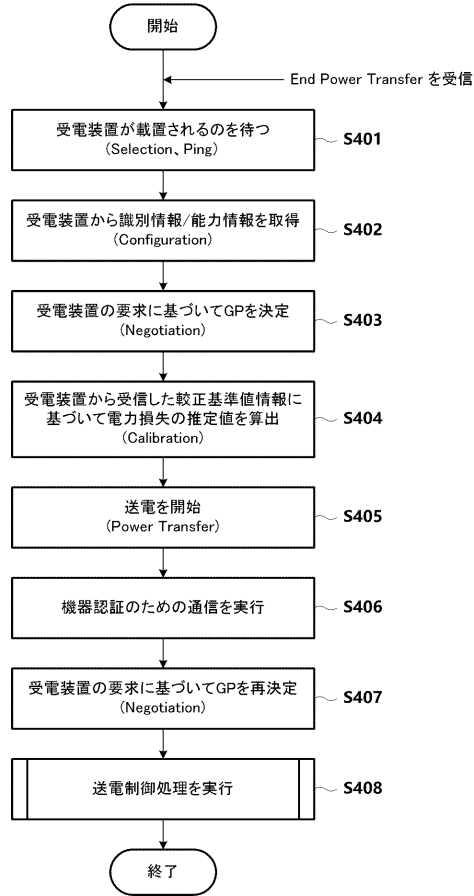 開始
End Power Transfer を受信
受電装置が載置されるのを待つ
(Selection、Ping)
S401
受電装置から識別情報/能力情報を取得
(Configuration)
S402
受電装置の要求に基づいてGPを決定
(Negotiation)
S403
受電装置から受信した較正基準値情報に
基づいて電力損失の推定値を算出
(Calibration)
S404
送電を開始
(Power Transfer)
S405
機器認証のための通信を実行
S406
受電装置の要求に基づいてGPを再決定
(Negotiation)
S407
送電制御処理を実行
S408
終了